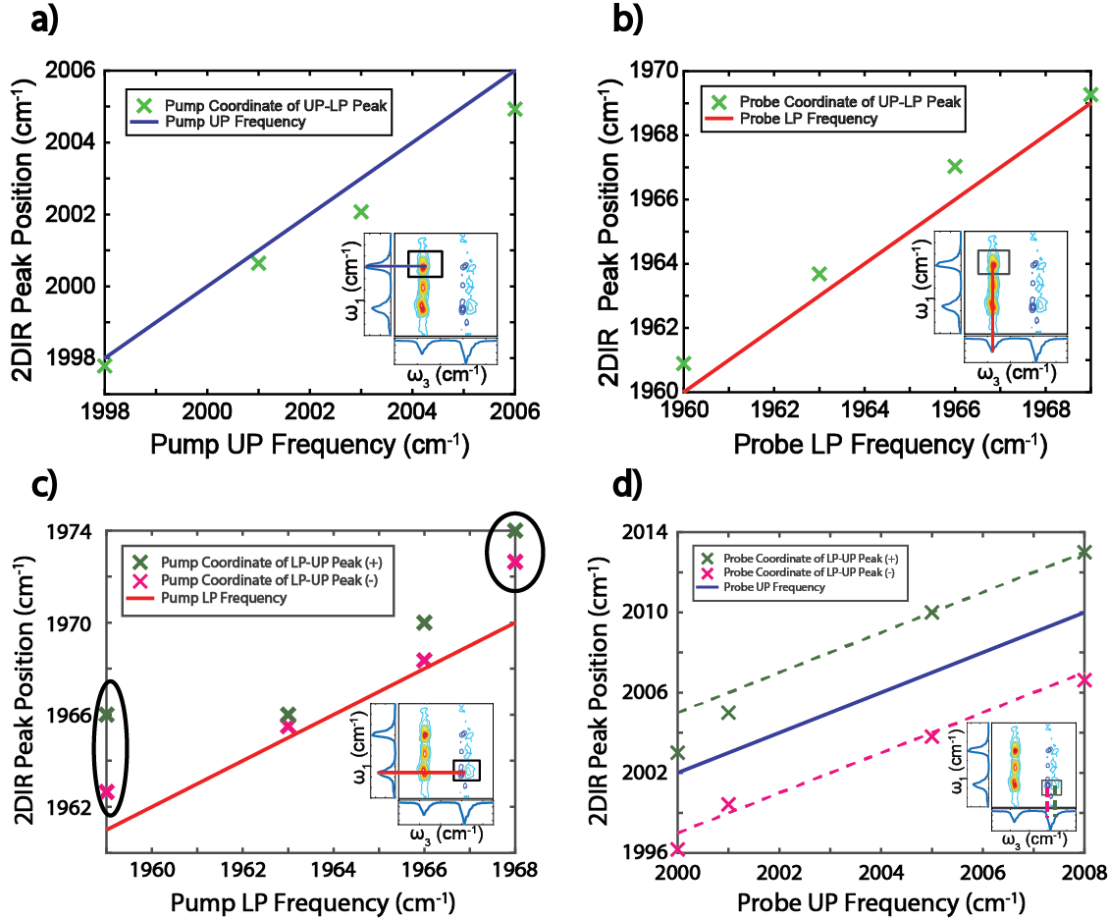 a)
2DIR Peak Position (cm-1)
2006
2004
2002
2000
1998
Pump Coordinate of UP-LP Peak
Pump UP Frequency
ω1 (cm-1)
ω3 (cm-1)
1998 2000 2002 2004 2006
Pump UP Frequency (cm-1)
b)
2DIR Peak Position (cm-1)
1970
1968
1966
1964
1962
1960
Probe Coordinate of UP-LP Peak
Probe LP Frequency
ω1 (cm-1)
ω3 (cm-1)
1960 1962 1964 1966 1968
Probe LP Frequency (cm-1)
c)
2DIR Peak Position (cm-1)
1974
1970
1966
1962
Pump Coordinate of LP-UP Peak (+)
Pump Coordinate of LP-UP Peak (-)
Pump LP Frequency
ω1 (cm-1)
ω3 (cm-1)
1960 1962 1964 1966 1968
Pump LP Frequency (cm-1)
d)
2DIR Peak Position (cm-1)
2014
2010
2006
2002
1996
Probe Coordinate of LP-UP Peak (+)
Probe Coordinate of LP-UP Peak (-)
Probe UP Frequency
ω1 (cm-1)
ω3 (cm-1)
2000 2002 2004 2006 2008
Probe UP Frequency (cm-1)